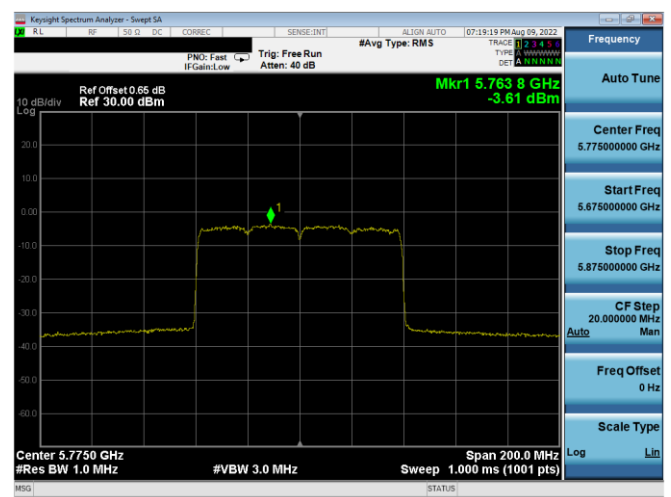 Keysight Spectrum Analyzer - Swept SA
RL RF 50 Ω DC CORREC SENSE:INT ALIGN AUTO 07:19:19 PM Aug 09, 2022
#Avg Type: RMS TRACE 1 2 3 4 5 6
PNO: Fast Trig: Free Run TYPE A WWWWW
IFGain:Low Atten: 40 dB DET A N N N N N
Frequency
Auto Tune
Ref Offset 0.65 dB Mkr1 5.763 8 GHz
10 dB/div Ref 30.00 dBm -3.61 dBm
Log
20.0
10.0
0.00
-10.0
-20.0
-30.0
-40.0
-50.0
-60.0
1
Center Freq
5.775000000 GHz
Start Freq
5.675000000 GHz
Stop Freq
5.875000000 GHz
CF Step
20.000000 MHz
Auto Man
Freq Offset
0 Hz
Scale Type
Log Lin
Center 5.7750 GHz Span 200.0 MHz
#Res BW 1.0 MHz #VBW 3.0 MHz Sweep 1.000 ms (1001 pts)
MSG STATUS